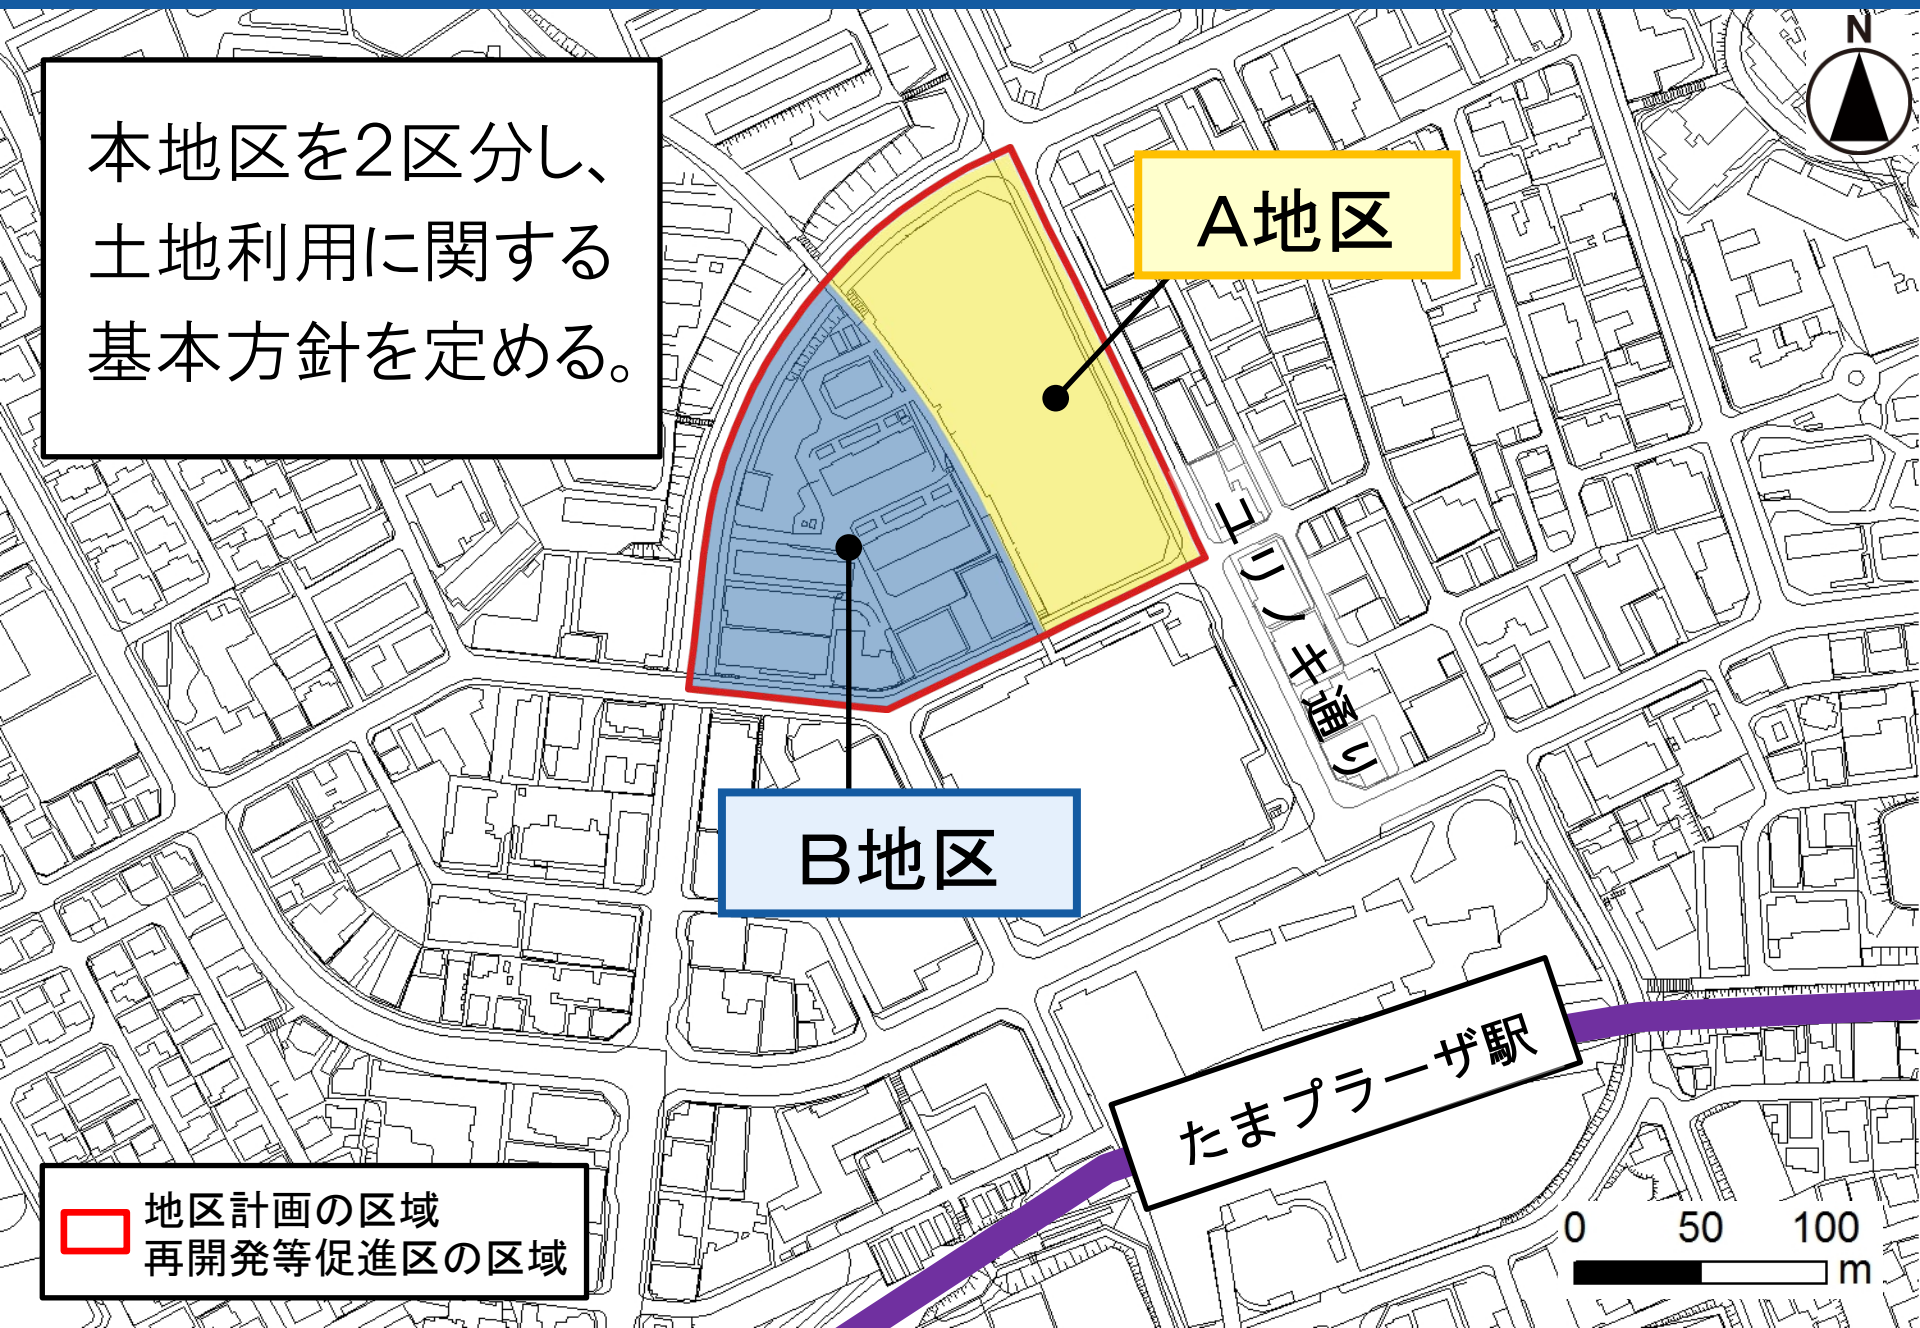 本地区を2区分し、
土地利用に関する
基本方針を定める。
N
A地区
ユリノキ通り
B地区
たまプラーザ駅
地区計画の区域
再開発等促進区の区域
0 50 100
m